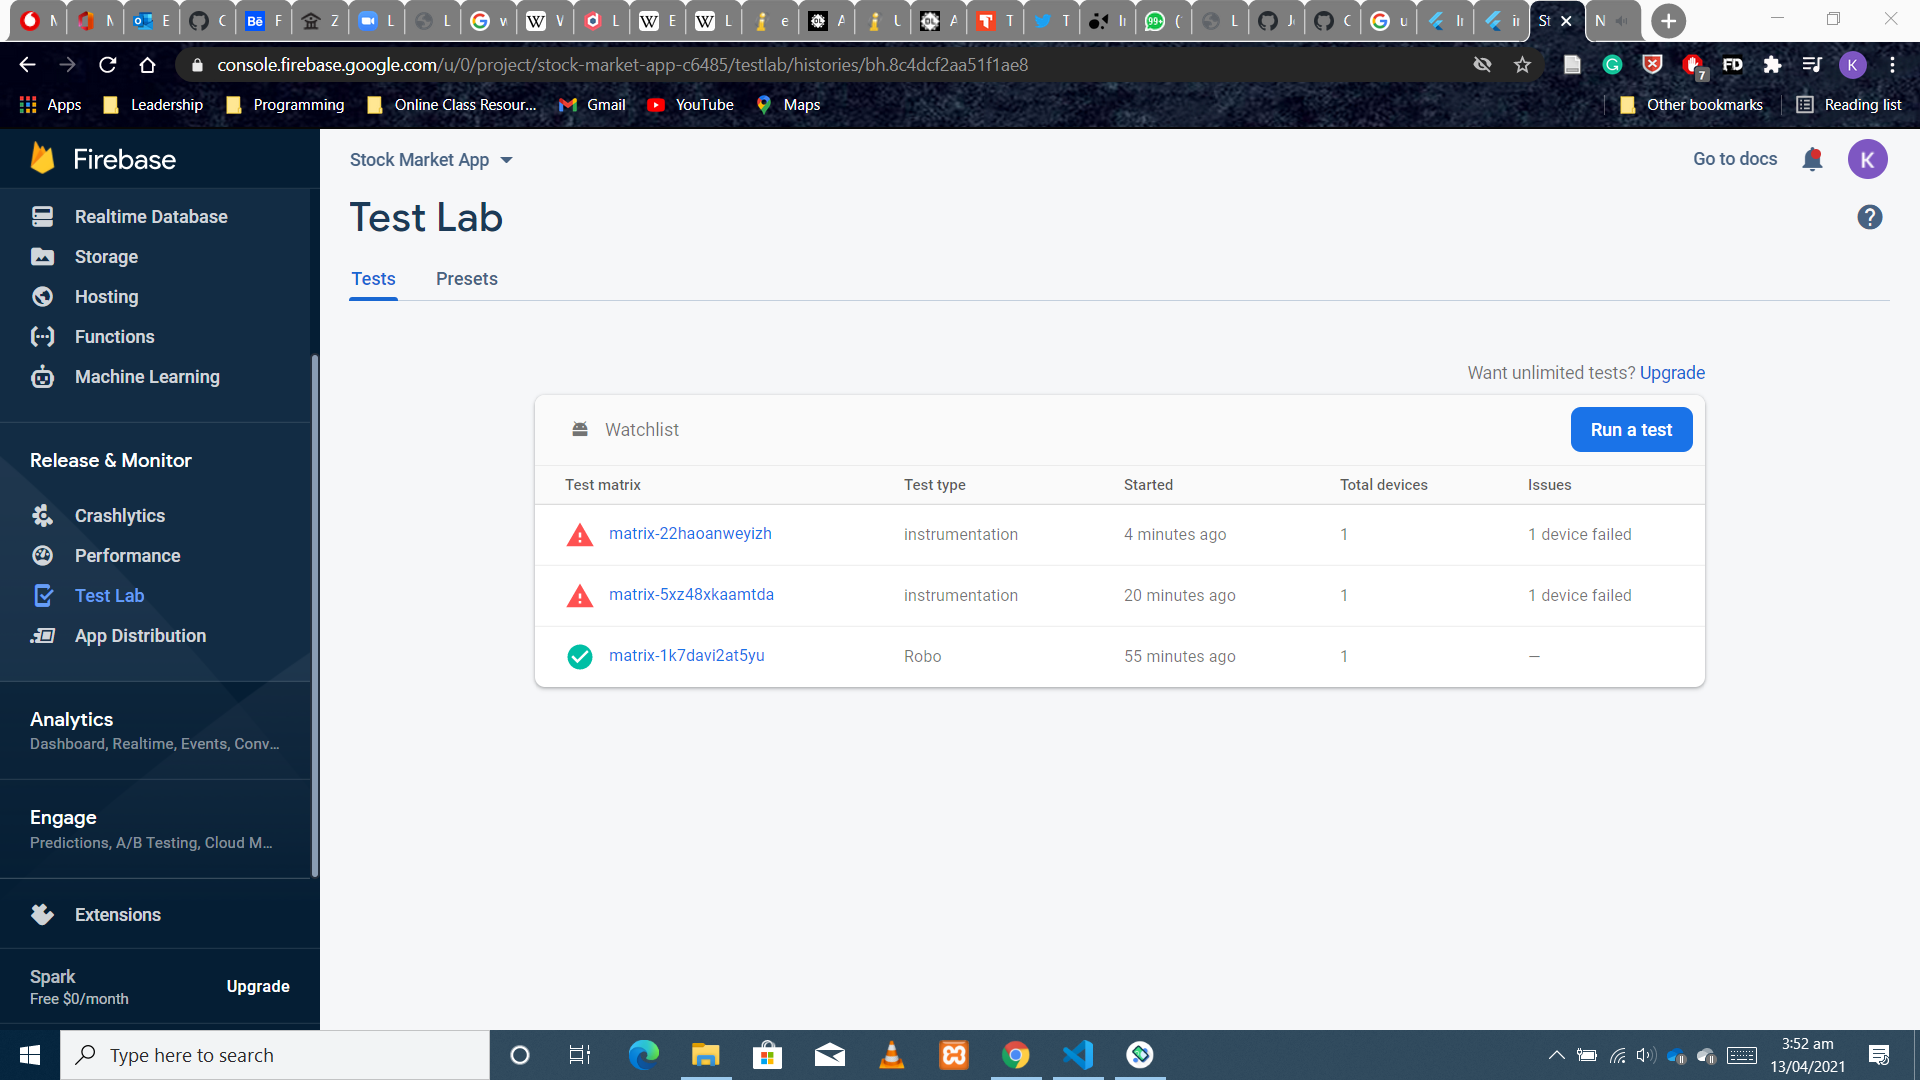 console.firebase.google.com/u/0/project/stock-market-app-c6485/testlab/histories/bh.8c4dcf2aa51f1ae8
7
FD
K
Apps
Leadership
Programming
Online Class Resour...
Gmail
YouTube
Maps
Other bookmarks
Reading list
Firebase
Realtime Database
Storage
Hosting
Functions
Machine Learning
Release & Monitor
Crashlytics
Performance
Test Lab
App Distribution
Analytics
Dashboard, Realtime, Events, Conv...
Engage
Predictions, A/B Testing, Cloud M...
Extensions
Spark
Free $0/month
Upgrade
Stock Market App
Go to docs
K
Test Lab
Tests Presets
Want unlimited tests? Upgrade
Watchlist
Run a test
Test matrix Test type Started Total devices Issues
matrix-22haoanweyizh instrumentation 4 minutes ago 1 1 device failed
matrix-5xz48xkaamtda instrumentation 20 minutes ago 1 1 device failed
matrix-1k7davi2at5yu Robo 55 minutes ago 1 —
Type here to search
3:52 am
13/04/2021